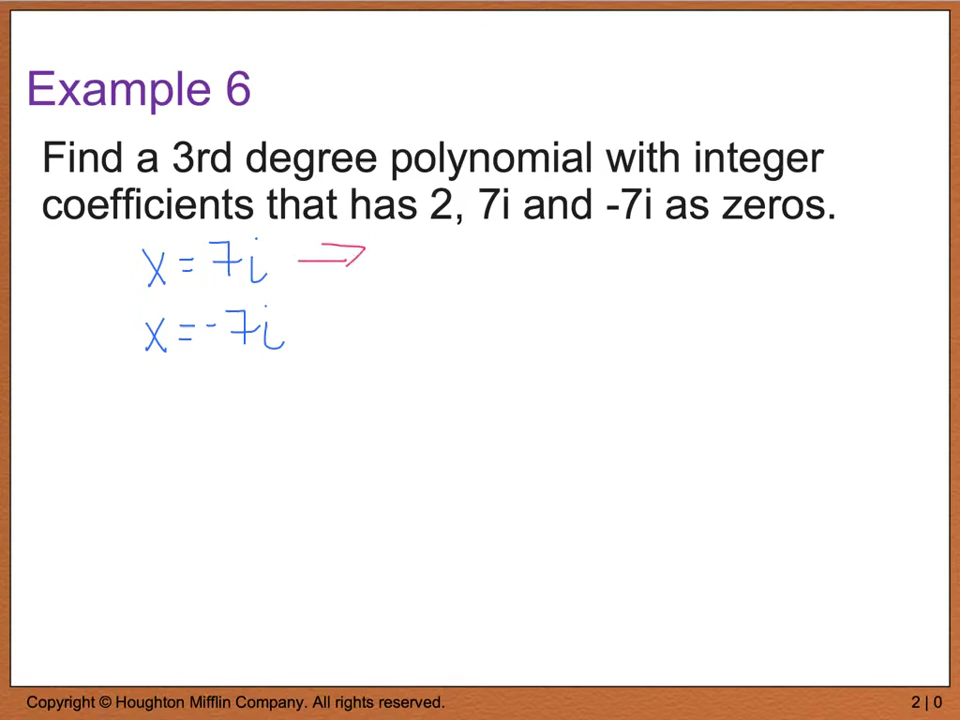 Example 6
Find a 3rd degree polynomial with integer
coefficients that has 2, 7i and -7i as zeros.
x = 7i →
x = -7i
Copyright © Houghton Mifflin Company. All rights reserved.
2 | 0